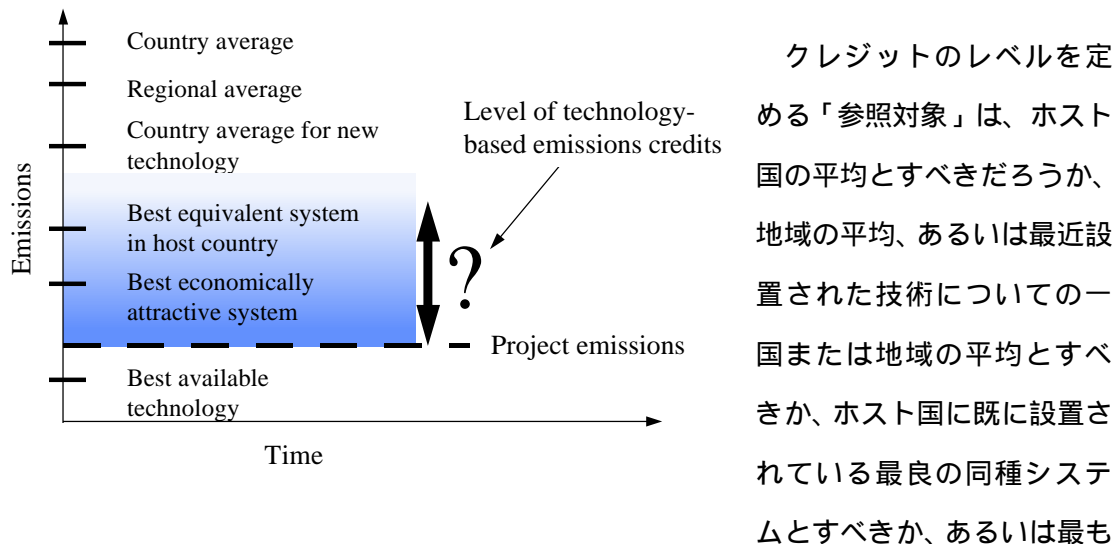 Country average
Regional average
Country average for new
technology
Best equivalent system
in host country
Best economically
attractive system
Best available
technology
Emissions
Time
Level of technology-
based emissions credits
?
Project emissions
クレジットのレベルを定
める「参照対象」は、ホスト
国の平均とすべきだろうか、
地域の平均、あるいは最近設
置された技術についての一
国または地域の平均とすべ
きか、ホスト国に既に設置さ
れている最良の同種システ
ムとすべきか、あるいは最も